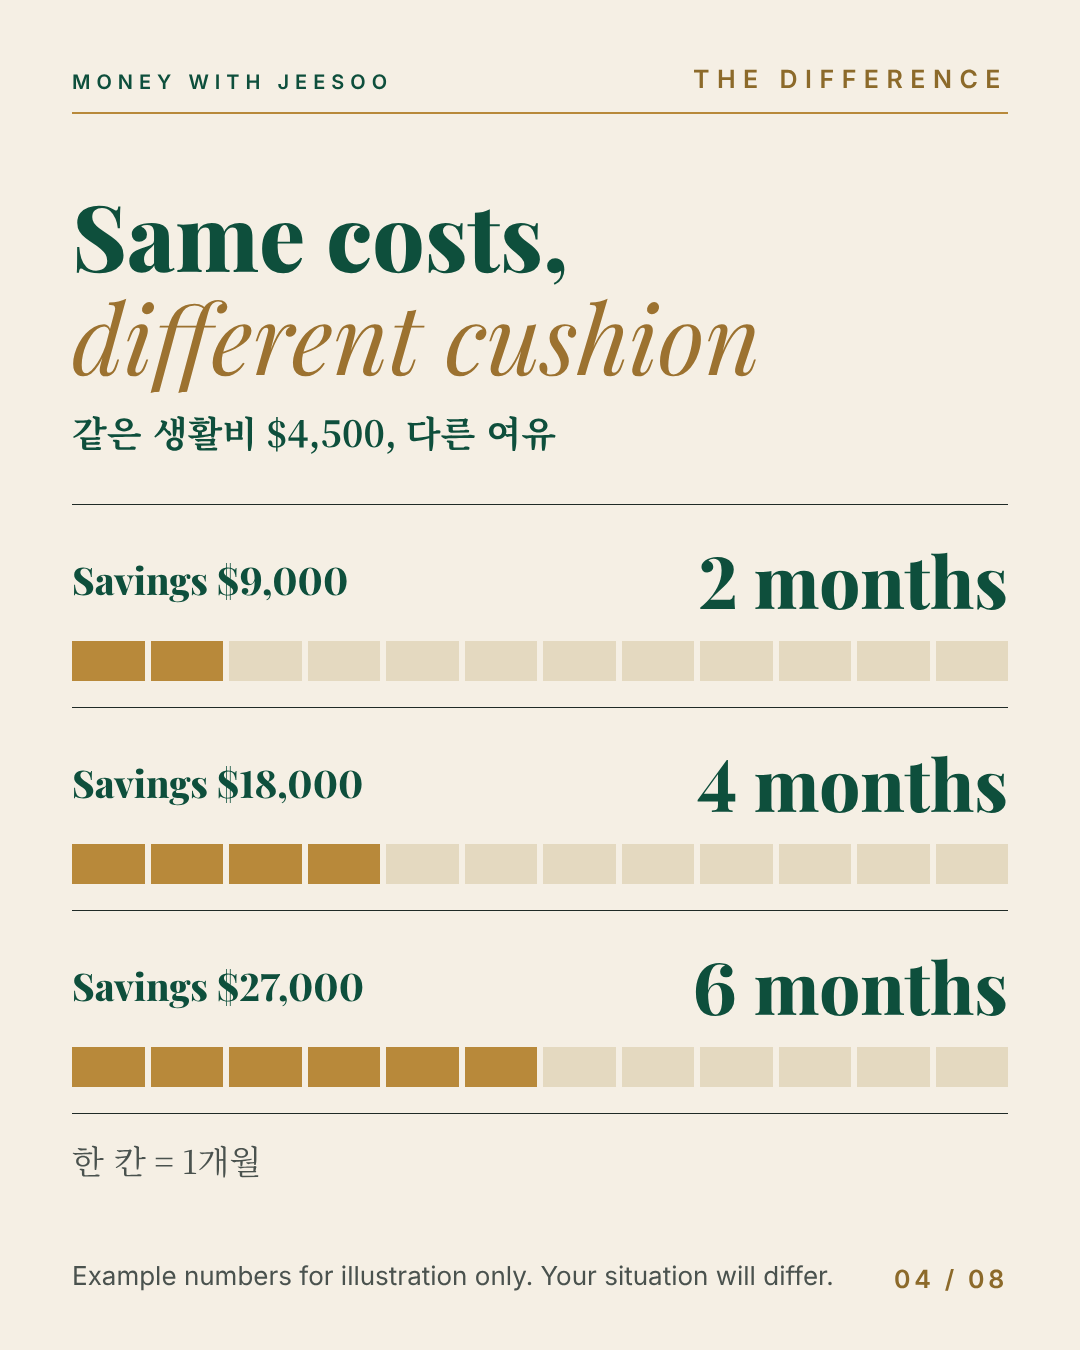 MONEY WITH JEESOO
THE DIFFERENCE
Same costs,
different cushion
같은 생활비 $4,500, 다른 여유
Savings $9,000
2 months
Savings $18,000
4 months
Savings $27,000
6 months
한 칸 = 1개월
Example numbers for illustration only. Your situation will differ.
04 / 08